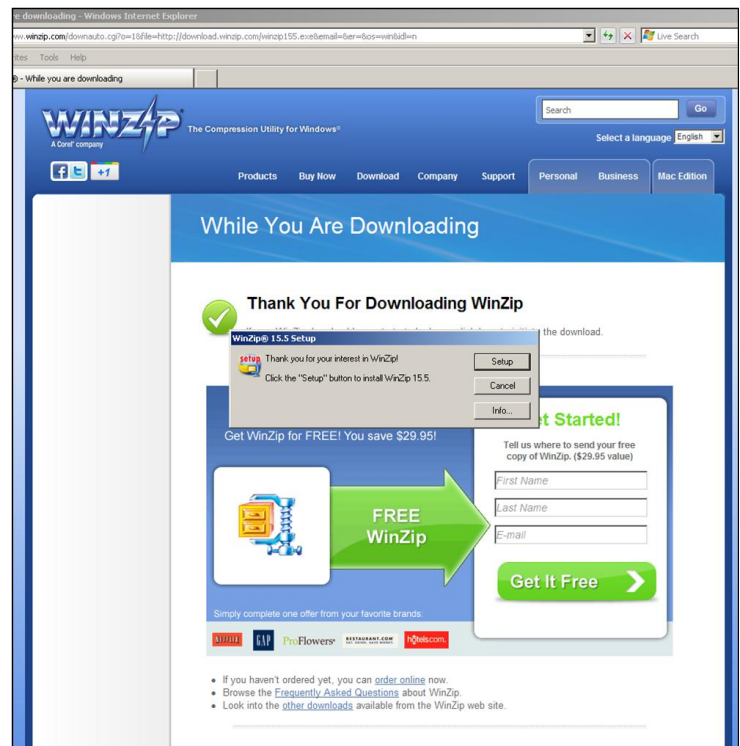 e downloading - Windows Internet Explorer
ww.winzip.com/downauto.cgi?o=1&file=http://download.winzip.com/winzip155.exe&email=&er=&os=win&idl=n
Live Search
ites Tools Help
® - While you are downloading
WINZIP
A Corel® company
The Compression Utility for Windows®
Search
Go
Select a language English
f t +1
Products Buy Now Download Company Support Personal Business Mac Edition
While You Are Downloading
Thank You For Downloading WinZip
the download.
WinZip® 15.5 Setup
setup
Thank you for your interest in WinZip!
Click the "Setup" button to install WinZip 15.5.
Setup
Cancel
Info...
Get WinZip for FREE! You save $29.95!
FREE
WinZip
Simply complete one offer from your favorite brands:
NETFLIX GAP ProFlowers® RESTAURANT.COM hotels.com.
et Started!
Tell us where to send your free
copy of WinZip. ($29.95 value)
First Name
Last Name
E-mail
Get It Free
If you haven't ordered yet, you can order online now.
Browse the Frequently Asked Questions about WinZip.
Look into the other downloads available from the WinZip web site.